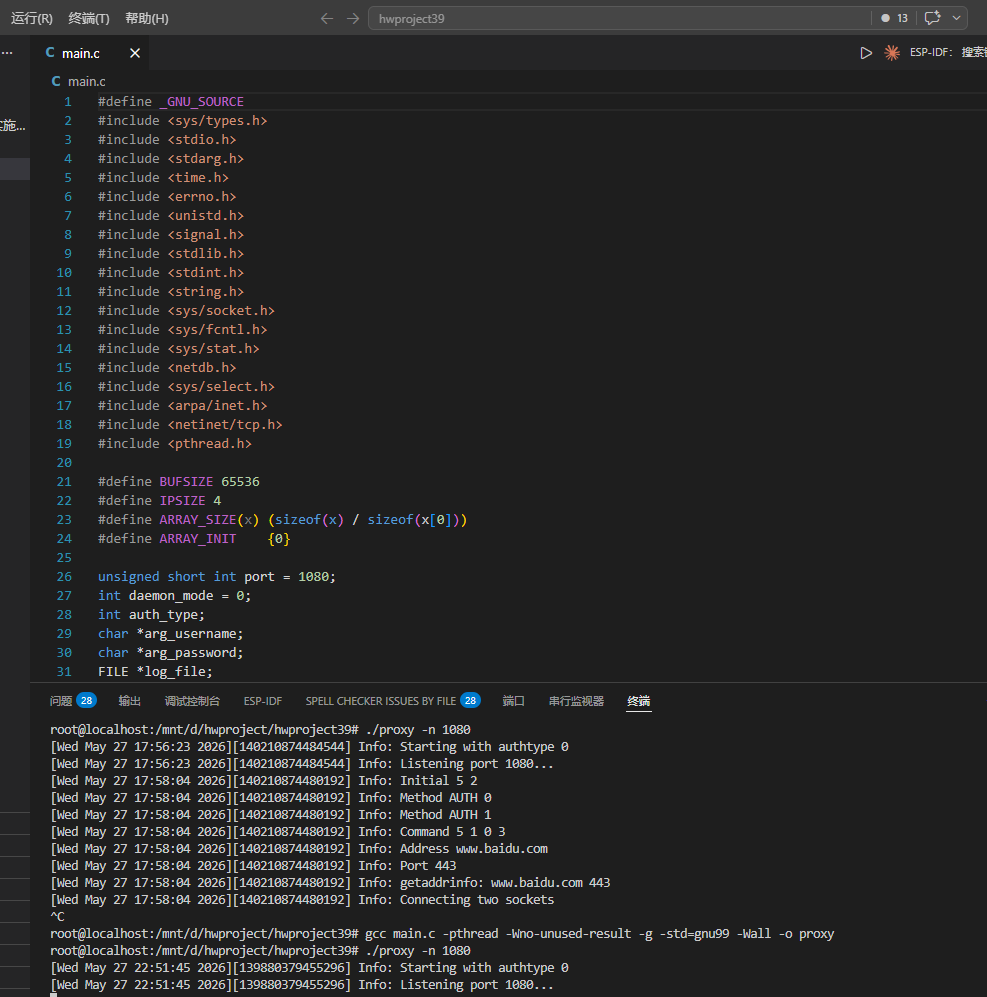 运行(R) 终端(T) 帮助(H) ← → hwproject39 13
··· C main.c × ESP-IDF: 搜索
C main.c
1 #define _GNU_SOURCE
2 #include <sys/types.h>
3 #include <stdio.h>
4 #include <stdarg.h>
5 #include <time.h>
6 #include <errno.h>
7 #include <unistd.h>
8 #include <signal.h>
9 #include <stdlib.h>
10 #include <stdint.h>
11 #include <string.h>
12 #include <sys/socket.h>
13 #include <sys/fcntl.h>
14 #include <sys/stat.h>
15 #include <netdb.h>
16 #include <sys/select.h>
17 #include <arpa/inet.h>
18 #include <netinet/tcp.h>
19 #include <pthread.h>
20
21 #define BUFSIZE 65536
22 #define IPSIZE 4
23 #define ARRAY_SIZE(x) (sizeof(x) / sizeof(x[0]))
24 #define ARRAY_INIT    {0}
25
26 unsigned short int port = 1080;
27 int daemon_mode = 0;
28 int auth_type;
29 char *arg_username;
30 char *arg_password;
31 FILE *log_file;
施...
问题 28 输出 调试控制台 ESP-IDF SPELL CHECKER ISSUES BY FILE 28 端口 串行监视器 终端
root@localhost:/mnt/d/hwproject/hwproject39# ./proxy -n 1080
[Wed May 27 17:56:23 2026][140210874484544] Info: Starting with authtype 0
[Wed May 27 17:56:23 2026][140210874484544] Info: Listening port 1080...
[Wed May 27 17:58:04 2026][140210874480192] Info: Initial 5 2
[Wed May 27 17:58:04 2026][140210874480192] Info: Method AUTH 0
[Wed May 27 17:58:04 2026][140210874480192] Info: Method AUTH 1
[Wed May 27 17:58:04 2026][140210874480192] Info: Command 5 1 0 3
[Wed May 27 17:58:04 2026][140210874480192] Info: Address www.baidu.com
[Wed May 27 17:58:04 2026][140210874480192] Info: Port 443
[Wed May 27 17:58:04 2026][140210874480192] Info: getaddrinfo: www.baidu.com 443
[Wed May 27 17:58:04 2026][140210874480192] Info: Connecting two sockets
^C
root@localhost:/mnt/d/hwproject/hwproject39# gcc main.c -pthread -Wno-unused-result -g -std=gnu99 -Wall -o proxy
root@localhost:/mnt/d/hwproject/hwproject39# ./proxy -n 1080
[Wed May 27 22:51:45 2026][139880379455296] Info: Starting with authtype 0
[Wed May 27 22:51:45 2026][139880379455296] Info: Listening port 1080...